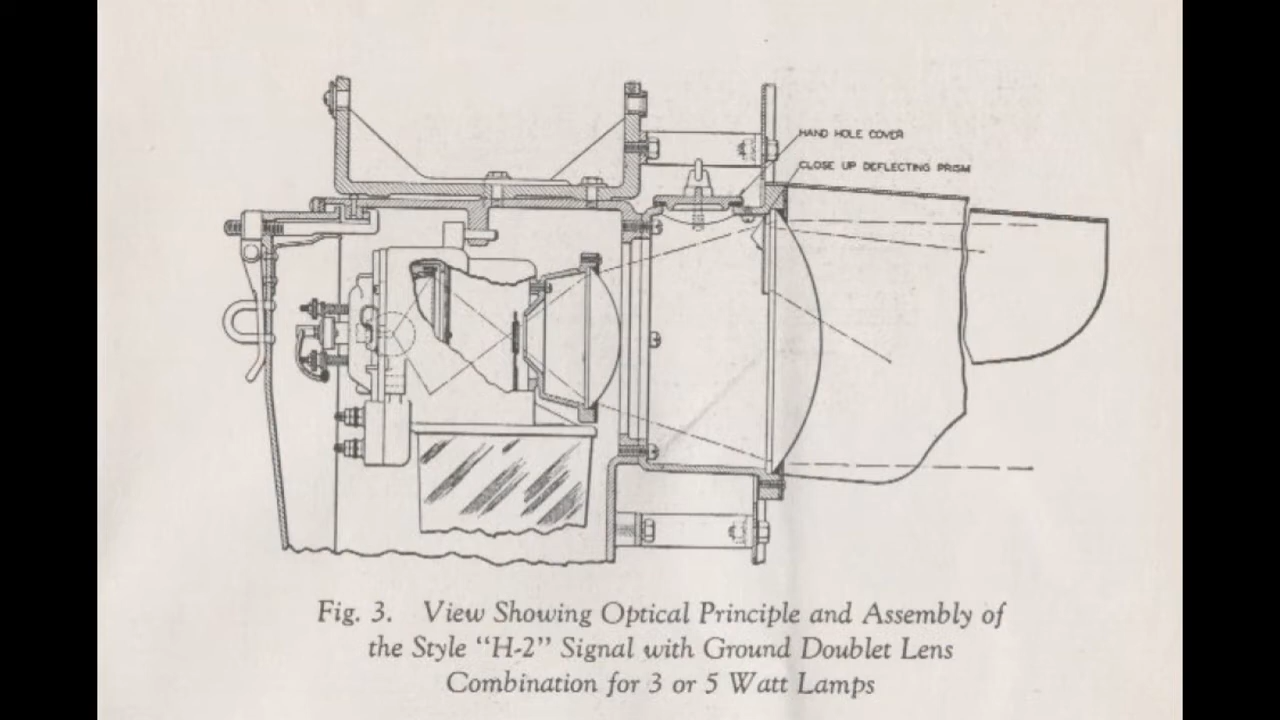 HAND HOLE COVER
CLOSE UP DEFLECTING PRISM
Fig. 3. View Showing Optical Principle and Assembly of
the Style "H-2" Signal with Ground Doublet Lens
Combination for 3 or 5 Watt Lamps